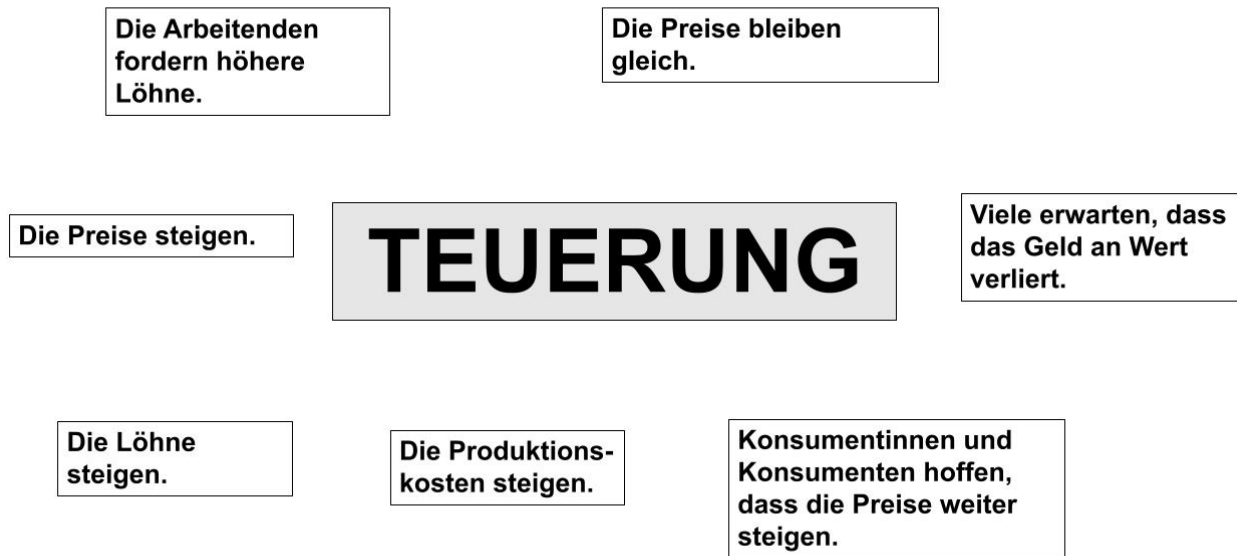 Die Arbeitenden
fordern höhere
Löhne.
Die Preise bleiben
gleich.
Die Preise steigen.
TEUERUNG
Viele erwarten, dass
das Geld an Wert
verliert.
Die Löhne
steigen.
Die Produktions-
kosten steigen.
Konsumentinnen und
Konsumenten hoffen,
dass die Preise weiter
steigen.